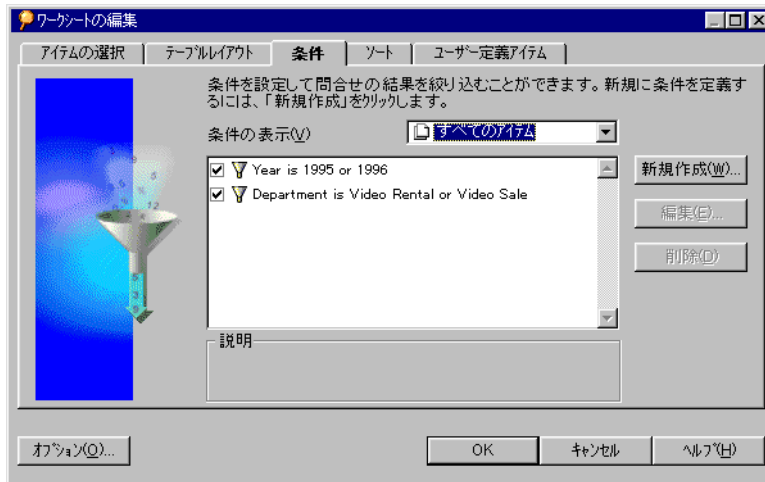 ワークシートの編集
アイテムの選択 テーブルレイアウト 条件 ソート ユーザー定義アイテム
条件を設定して問合せの結果を絞り込むことができます。新規に条件を定義す
るには、「新規作成」をクリックします。
条件の表示(V) すべてのアイテム
Year is 1995 or 1996 新規作成(W)...
Department is Video Rental or Video Sale
編集(E)...
削除(D)
説明
オプション(O)... OK キャンセル ヘルプ(H)